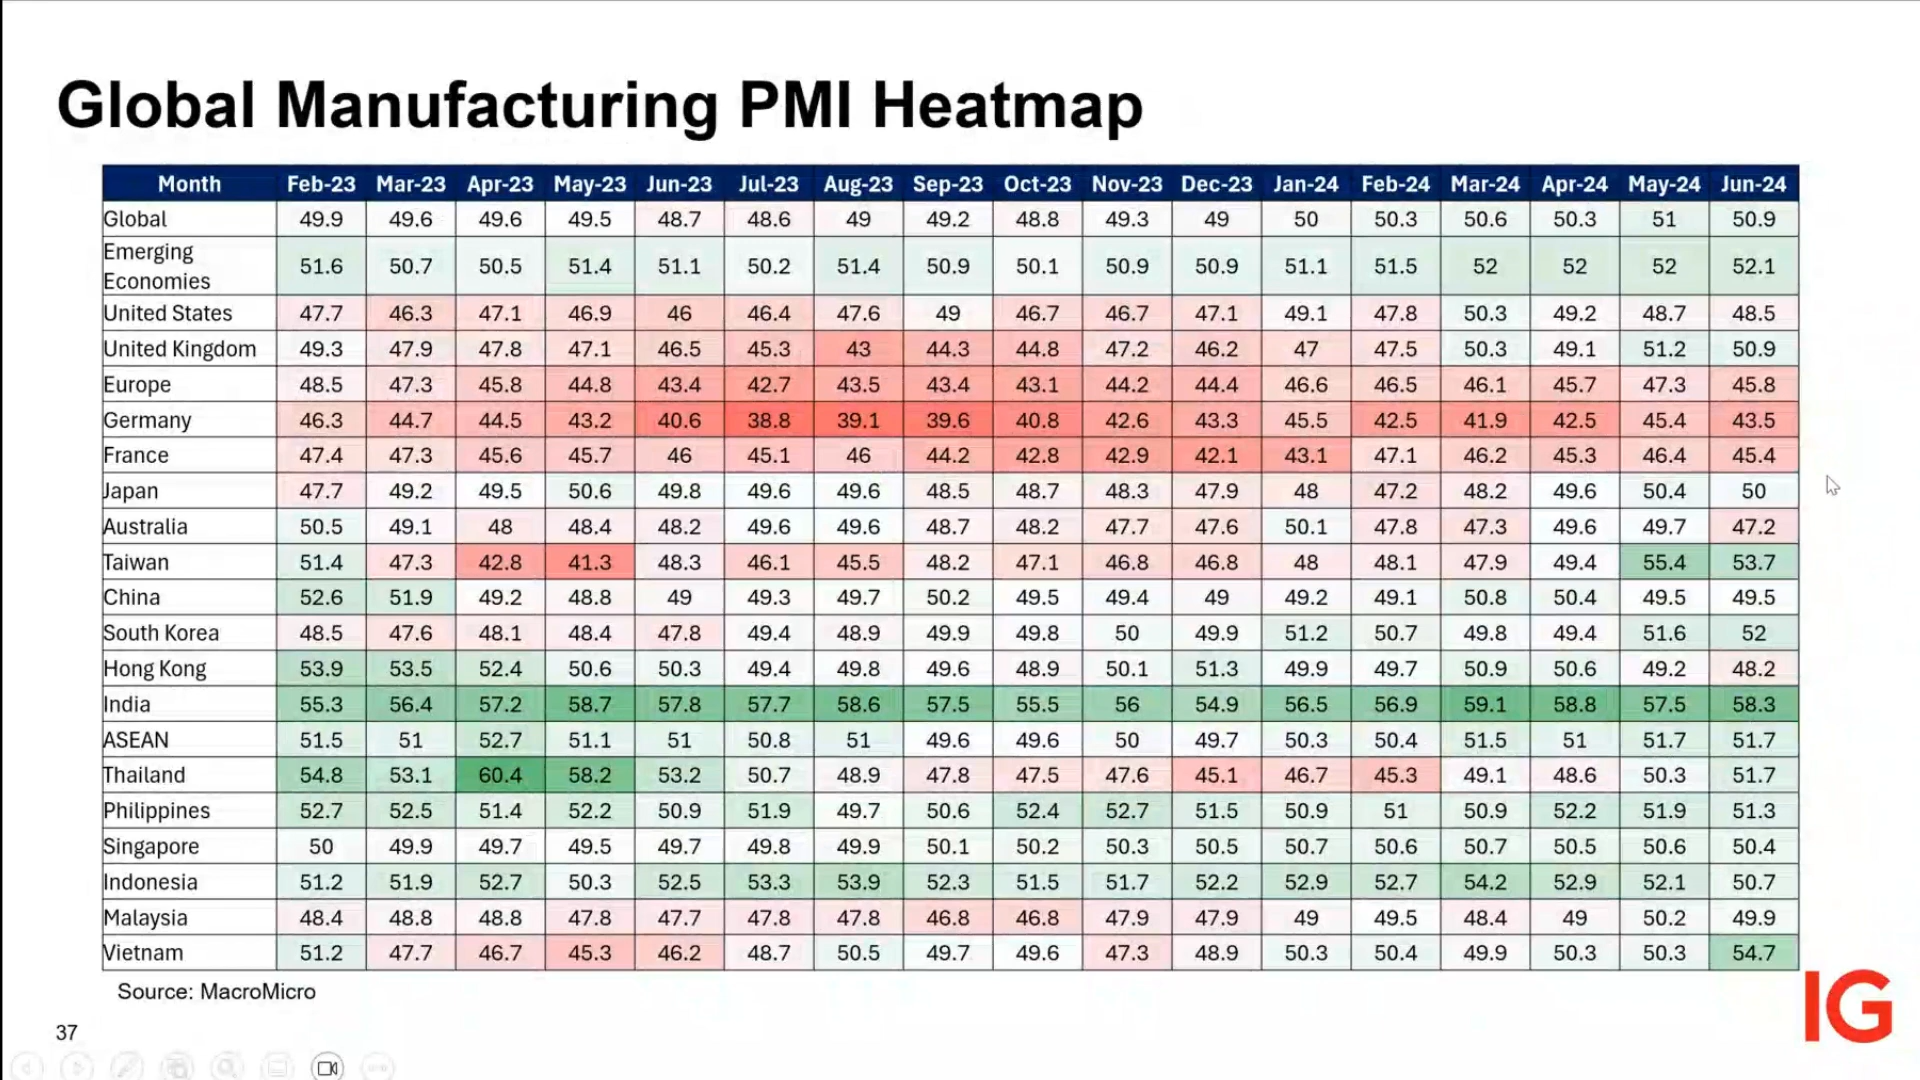 Global Manufacturing PMI Heatmap
Month Feb-23 Mar-23 Apr-23 May-23 Jun-23 Jul-23 Aug-23 Sep-23 Oct-23 Nov-23 Dec-23 Jan-24 Feb-24 Mar-24 Apr-24 May-24 Jun-24
Global 49.9 49.6 49.6 49.5 48.7 48.6 49 49.2 48.8 49.3 49 50 50.3 50.6 50.3 51 50.9
Emerging
Economies 51.6 50.7 50.5 51.4 51.1 50.2 51.4 50.9 50.1 50.9 50.9 51.1 51.5 52 52 52 52.1
United States 47.7 46.3 47.1 46.9 46 46.4 47.6 49 46.7 46.7 47.1 49.1 47.8 50.3 49.2 48.7 48.5
United Kingdom 49.3 47.9 47.8 47.1 46.5 45.3 43 44.3 44.8 47.2 46.2 47 47.5 50.3 49.1 51.2 50.9
Europe 48.5 47.3 45.8 44.8 43.4 42.7 43.5 43.4 43.1 44.2 44.4 46.6 46.5 46.1 45.7 47.3 45.8
Germany 46.3 44.7 44.5 43.2 40.6 38.8 39.1 39.6 40.8 42.6 43.3 45.5 42.5 41.9 42.5 45.4 43.5
France 47.4 47.3 45.6 45.7 46 45.1 46 44.2 42.8 42.9 42.1 43.1 47.1 46.2 45.3 46.4 45.4
Japan 47.7 49.2 49.5 50.6 49.8 49.6 49.6 48.5 48.7 48.3 47.9 48 47.2 48.2 49.6 50.4 50
Australia 50.5 49.1 48 48.4 48.2 49.6 49.6 48.7 48.2 47.7 47.6 50.1 47.8 47.3 49.6 49.7 47.2
Taiwan 51.4 47.3 42.8 41.3 48.3 46.1 45.5 48.2 47.1 46.8 46.8 48 48.1 47.9 49.4 55.4 53.7
China 52.6 51.9 49.2 48.8 49 49.3 49.7 50.2 49.5 49.4 49 49.2 49.1 50.8 50.4 49.5 49.5
South Korea 48.5 47.6 48.1 48.4 47.8 49.4 48.9 49.9 49.8 50 49.9 51.2 50.7 49.8 49.4 51.6 52
Hong Kong 53.9 53.5 52.4 50.6 50.3 49.4 49.8 49.6 48.9 50.1 51.3 49.9 49.7 50.9 50.6 49.2 48.2
India 55.3 56.4 57.2 58.7 57.8 57.7 58.6 57.5 55.5 56 54.9 56.5 56.9 59.1 58.8 57.5 58.3
ASEAN 51.5 51 52.7 51.1 51 50.8 51 49.6 49.6 50 49.7 50.3 50.4 51.5 51 51.7 51.7
Thailand 54.8 53.1 60.4 58.2 53.2 50.7 48.9 47.8 47.5 47.6 45.1 46.7 45.3 49.1 48.6 50.3 51.7
Philippines 52.7 52.5 51.4 52.2 50.9 51.9 49.7 50.6 52.4 52.7 51.5 50.9 51 50.9 52.2 51.9 51.3
Singapore 50 49.9 49.7 49.5 49.7 49.8 49.9 50.1 50.2 50.3 50.5 50.7 50.6 50.7 50.5 50.6 50.4
Indonesia 51.2 51.9 52.7 50.3 52.5 53.3 53.9 52.3 51.5 51.7 52.2 52.9 52.7 54.2 52.9 52.1 50.7
Malaysia 48.4 48.8 48.8 47.8 47.7 47.8 47.8 46.8 46.8 47.9 47.9 49 49.5 48.4 49 50.2 49.9
Vietnam 51.2 47.7 46.7 45.3 46.2 48.7 50.5 49.7 49.6 47.3 48.9 50.3 50.4 49.9 50.3 50.3 54.7
Source: MacroMicro
IG
37